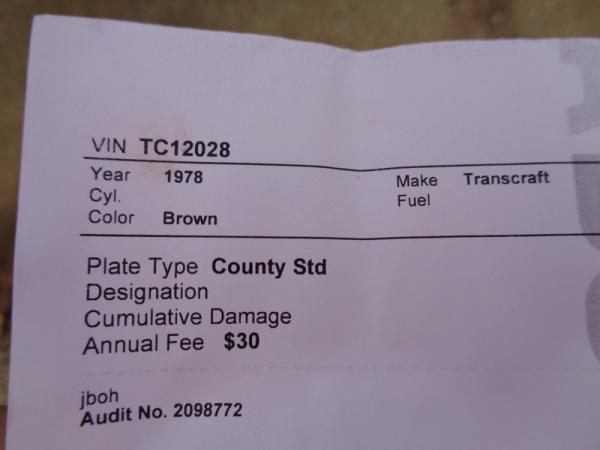 VIN TC12028
Year 1978 Make Transcraft
Cyl. Fuel
Color Brown
Plate Type County Std
Designation
Cumulative Damage
Annual Fee $30
jboh
Audit No. 2098772